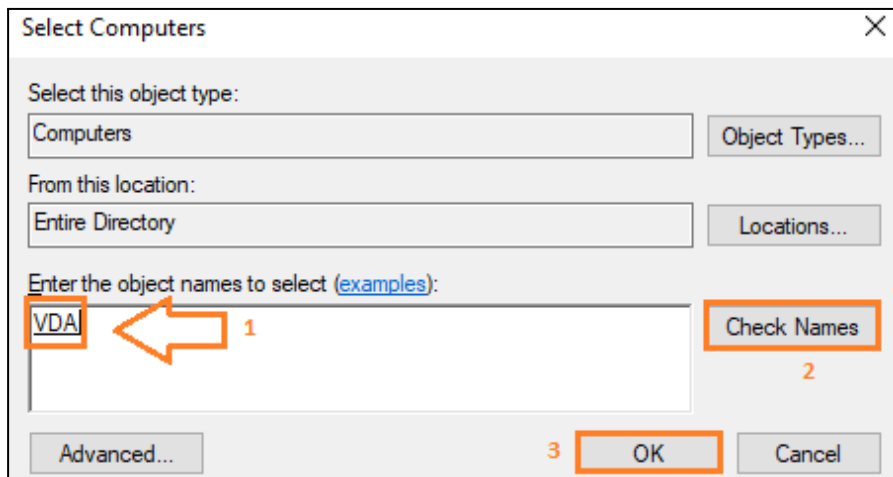 Select Computers
Select this object type:
Computers
Object Types...
From this location:
Entire Directory
Locations...
Enter the object names to select (examples):
VDA
1
Check Names
2
Advanced...
3
OK
Cancel